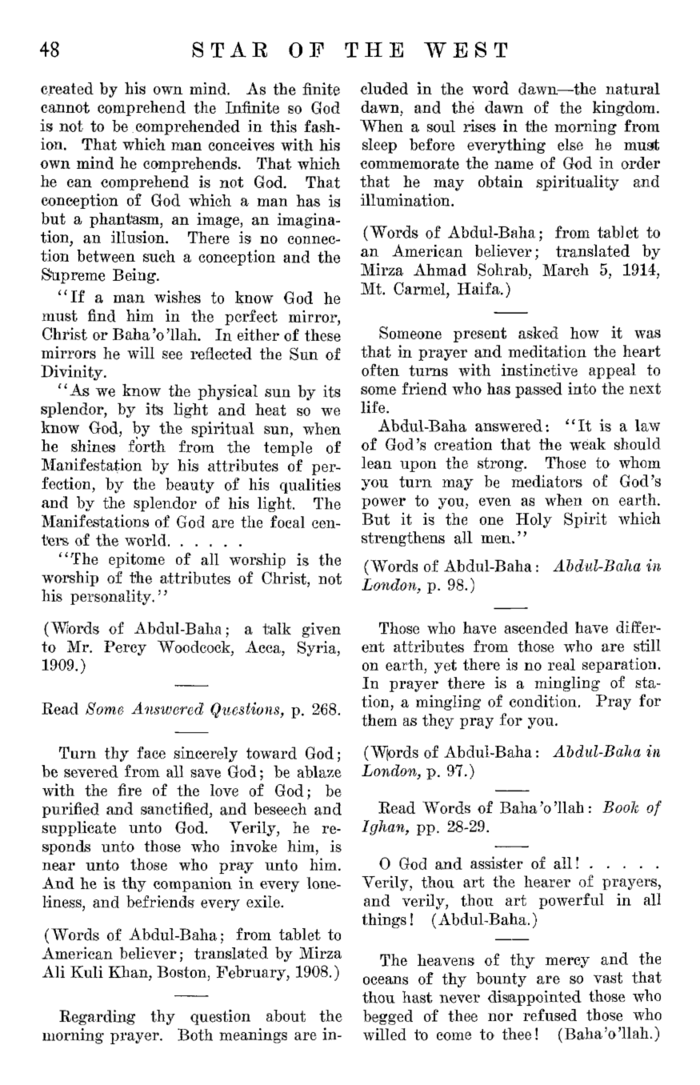 48
STAR OF THE WEST
created by his own mind. As the finite
cannot comprehend the Infinite so God
is not to be comprehended in this fash-
ion. That which man conceives with his
own mind he comprehends. That which
he can comprehend is not God. That
conception of God which a man has is
but a phantasm, an image, an imagina-
tion, an illusion. There is no connec-
tion between such a conception and the
Supreme Being.
"If a man wishes to know God he
must find him in the perfect mirror,
Christ or Baha'o'llah. In either of these
mirrors he will see reflected the Sun of
Divinity.
"As we know the physical sun by its
splendor, by its light and heat so we
know God, by the spiritual sun, when
he shines forth from the temple of
Manifestation by his attributes of per-
fection, by the beauty of his qualities
and by the splendor of his light. The
Manifestations of God are the focal cen-
ters of the world. . . . . .
"The epitome of all worship is the
worship of the attributes of Christ, not
his personality."
(Words of Abdul-Baha; a talk given
to Mr. Percy Woodcock, Acca, Syria,
1909.)
Read Some Answered Questions, p. 268.
Turn thy face sincerely toward God;
be severed from all save God; be ablaze
with the fire of the love of God; be
purified and sanctified, and beseech and
supplicate unto God. Verily, he re-
sponds unto those who invoke him, is
near unto those who pray unto him.
And he is thy companion in every lone-
liness, and befriends every exile.
(Words of Abdul-Baha; from tablet to
American believer; translated by Mirza
Ali Kuli Khan, Boston, February, 1908.)
Regarding thy question about the
morning prayer. Both meanings are in-
cluded in the word dawn—the natural
dawn, and the dawn of the kingdom.
When a soul rises in the morning from
sleep before everything else he must
commemorate the name of God in order
that he may obtain spirituality and
illumination.
(Words of Abdul-Baha; from tablet to
an American believer; translated by
Mirza Ahmad Sohrab, March 5, 1914,
Mt. Carmel, Haifa.)
Someone present asked how it was
that in prayer and meditation the heart
often turns with instinctive appeal to
some friend who has passed into the next
life.
Abdul-Baha answered: "It is a law
of God's creation that the weak should
lean upon the strong. Those to whom
you turn may be mediators of God's
power to you, even as when on earth.
But it is the one Holy Spirit which
strengthens all men."
(Words of Abdul-Baha: Abdul-Baha in
London, p. 98.)
Those who have ascended have differ-
ent attributes from those who are still
on earth, yet there is no real separation.
In prayer there is a mingling of sta-
tion, a mingling of condition. Pray for
them as they pray for you.
(Words of Abdul-Baha: Abdul-Baha in
London, p. 97.)
Read Words of Baha'o'llah: Book of
Ighan, pp. 28-29.
O God and assister of all! . . . . .
Verily, thou art the hearer of prayers,
and verily, thou art powerful in all
things! (Abdul-Baha.)
The heavens of thy mercy and the
oceans of thy bounty are so vast that
thou hast never disappointed those who
begged of thee nor refused those who
willed to come to thee! (Baha'o'llah.)